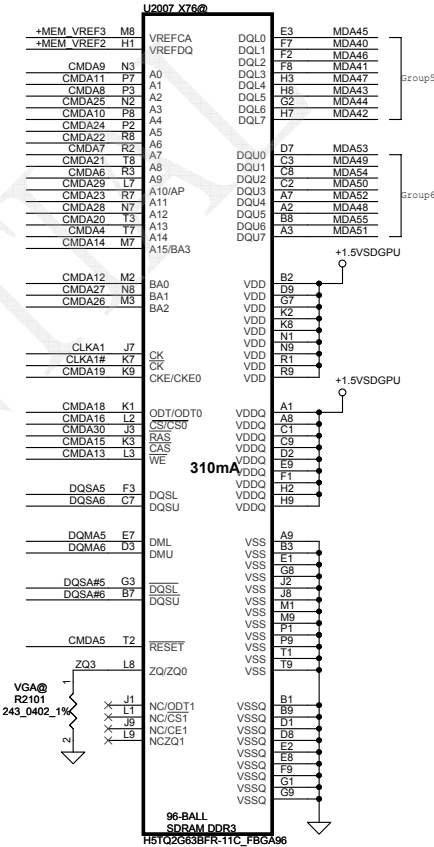 U2007 X76@
+MEM_VREF3 M8 VREFCA E3 MDA45
+MEM_VREF2 H1 VREFDQ
DQL0
DQL1 F7 MDA40
DQL2 F2 MDA46
CMDA9 N3 A0 DQL3 F8 MDA41
CMDA11 P7 A1 DQL4 H3 MDA47 Group5
CMDA8 P3 A2 DQL5 H8 MDA43
CMDA25 N2 A3 DQL6 G2 MDA44
CMDA10 P8 A4 DQL7 H7 MDA42
CMDA24 P2 A5
CMDA22 R8 A6
CMDA7 R2 A7 DQU0 D7 MDA53
CMDA21 T8 A8 DQU1 C3 MDA49
CMDA6 R3 A9 DQU2 C8 MDA54
CMDA29 L7 A10/AP DQU3 C2 MDA50
CMDA23 R7 A11 DQU4 A7 MDA52 Group6
CMDA28 N7 A12 DQU5 A2 MDA48
CMDA20 T3 A13 DQU6 B8 MDA55
CMDA4 T7 A14 DQU7 A3 MDA51
CMDA14 M7 A15/BA3
+1.5VSDGPU
CMDA12 M2 BA0 VDD B2
CMDA27 N8 BA1 VDD D9
CMDA26 M3 BA2 VDD G7
VDD K2
VDD K8
VDD N1
CLKA1 J7 CK VDD N9
CLKA1# K7 CK VDD R1
CMDA19 K9 CKE/CKE0 VDD R9
+1.5VSDGPU
CMDA18 K1 ODT/ODT0 VDDQ A1
CMDA16 L2 CS/CS0 VDDQ A8
CMDA30 J3 RAS VDDQ C1
CMDA15 K3 CAS VDDQ C9
CMDA13 L3 WE VDDQ D2
310mA VDDQ E9
VDDQ F1
DQSA5 F3 DQSL VDDQ H2
DQSA6 C7 DQSU VDDQ H9
DQMA5 E7 DML VSS A9
DQMA6 D3 DMU VSS B3
VSS E1
VSS G8
DQSA#5 G3 DQSL VSS J2
DQSA#6 B7 DQSU VSS J8
VSS M1
VSS M9
VSS P1
CMDA5 T2 RESET VSS P9
VSS T1
ZQ3 L8 ZQ/ZQ0 VSS T9
VGA@
R2101
243_0402_1%
1
2
J1 NC/ODT1 VSSQ B1
L1 NC/CS1 VSSQ B9
J9 NC/CE1 VSSQ D1
L9 NCZQ1 VSSQ D8
VSSQ E2
VSSQ E8
VSSQ F9
VSSQ G1
VSSQ G9
96-BALL
SDRAM DDR3
H5TQ2G63BFR-11C_FBGA96